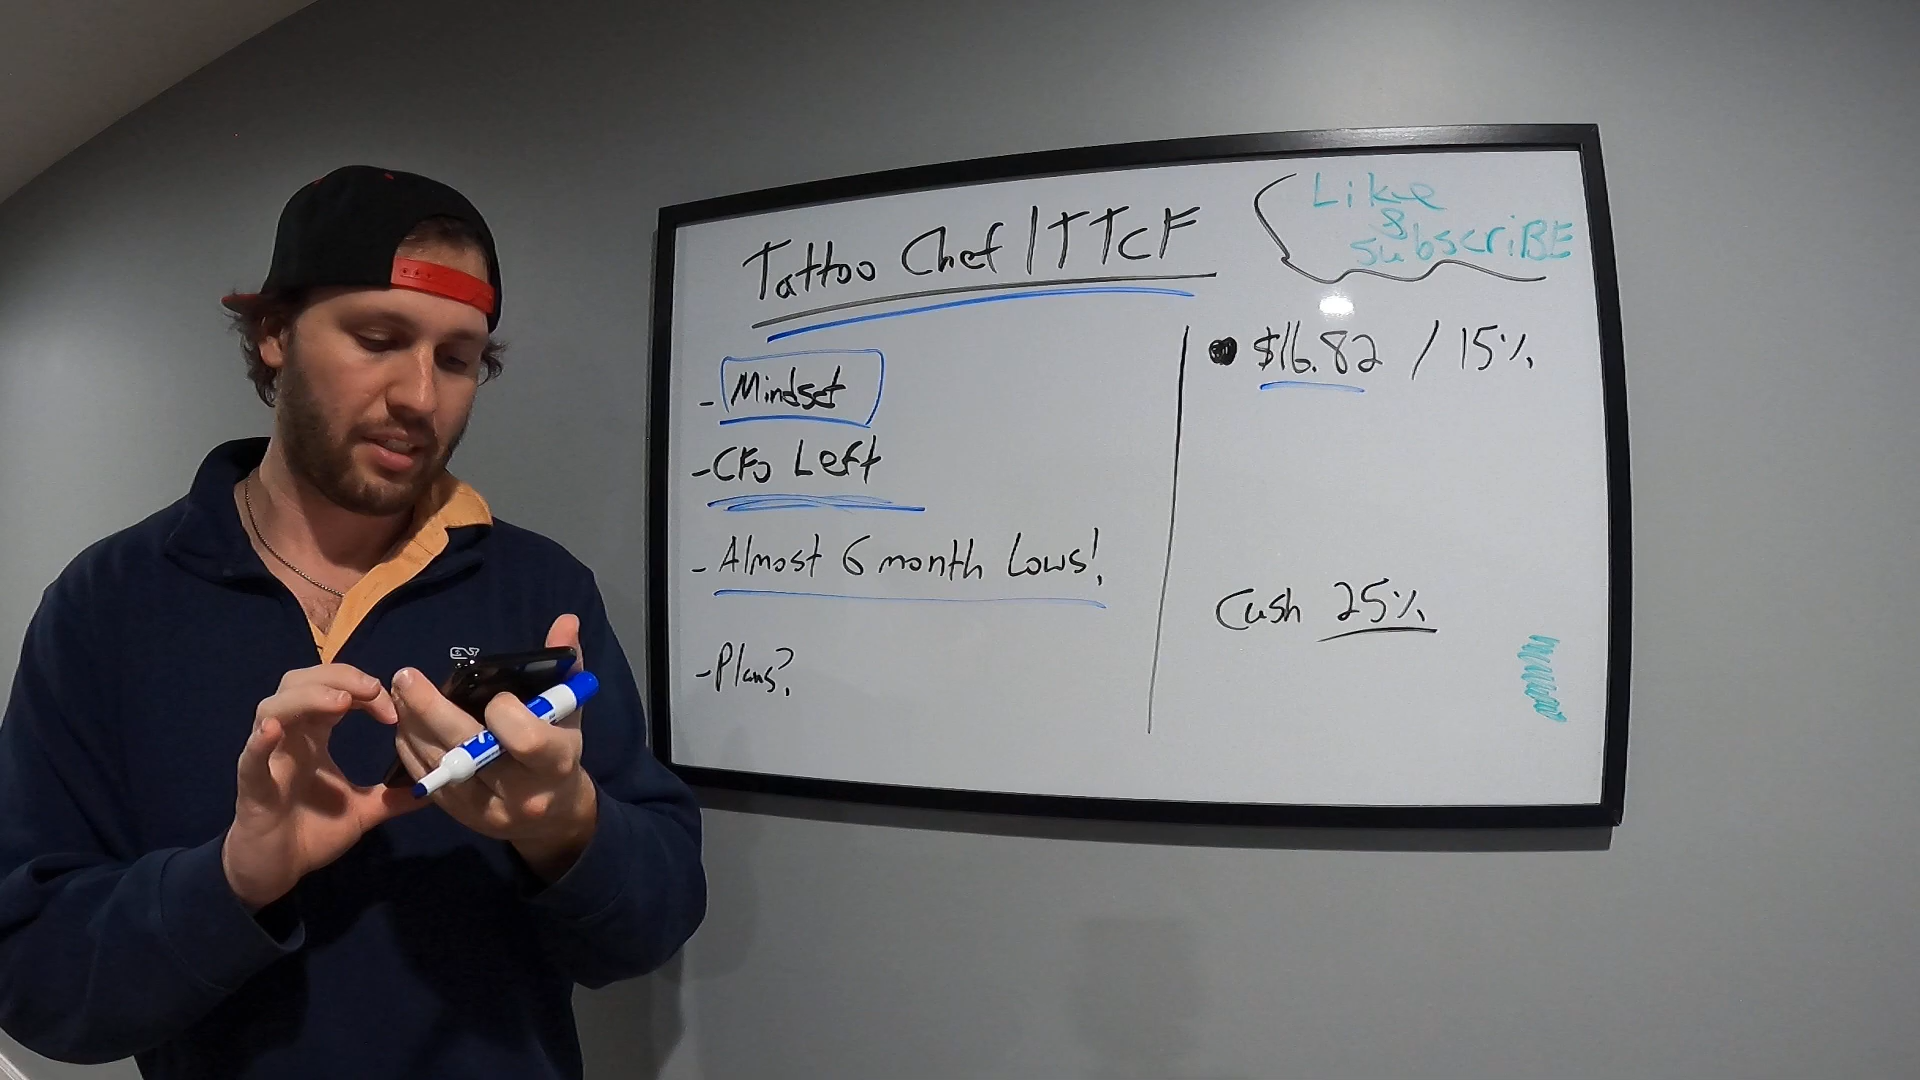 Tattoo Chef / TTCF
Like
&
SubscriBE
- Mindset
- CFO Left
- Almost 6 month Lows!
- Plans?
• $16.82 / 15%
Cash 25%